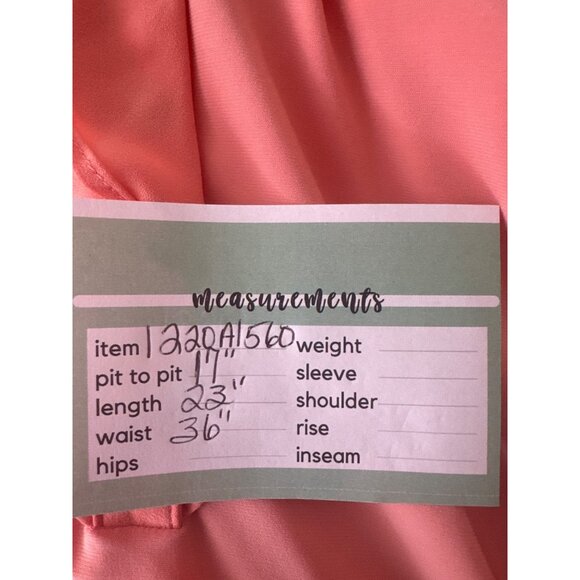 measurements
item 1220A1560 weight
pit to pit 17" sleeve
length 23" shoulder
waist 36" rise
hips inseam